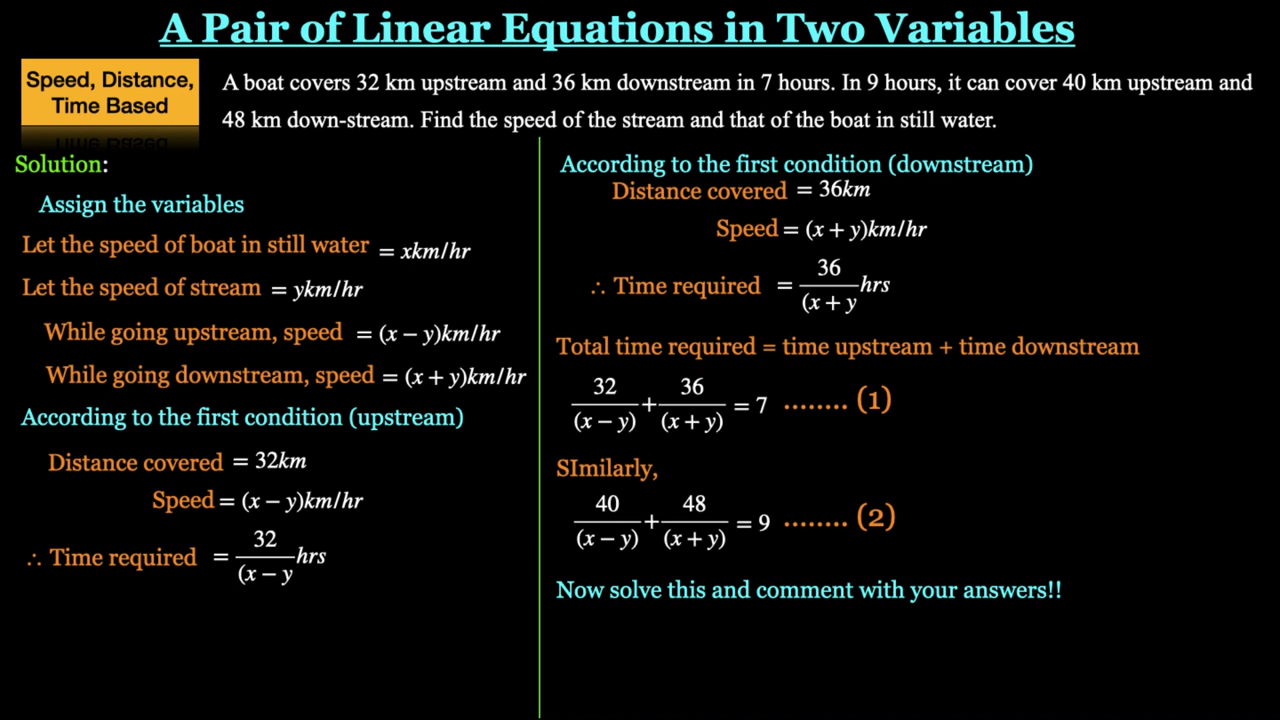 A Pair of Linear Equations in Two Variables
Speed, Distance,
Time Based
A boat covers 32 km upstream and 36 km downstream in 7 hours. In 9 hours, it can cover 40 km upstream and
48 km down-stream. Find the speed of the stream and that of the boat in still water.
Solution:
Assign the variables
Let the speed of boat in still water = xkm/hr
Let the speed of stream = ykm/hr
While going upstream, speed = (x − y)km/hr
While going downstream, speed = (x + y)km/hr
According to the first condition (upstream)
Distance covered = 32km
Speed = (x − y)km/hr
∴ Time required = 32/(x − y hrs
According to the first condition (downstream)
Distance covered = 36km
Speed = (x + y)km/hr
∴ Time required = 36/(x + y hrs
Total time required = time upstream + time downstream
32/(x − y) + 36/(x + y) = 7 ........ (1)
SImilarly,
40/(x − y) + 48/(x + y) = 9 ........ (2)
Now solve this and comment with your answers!!